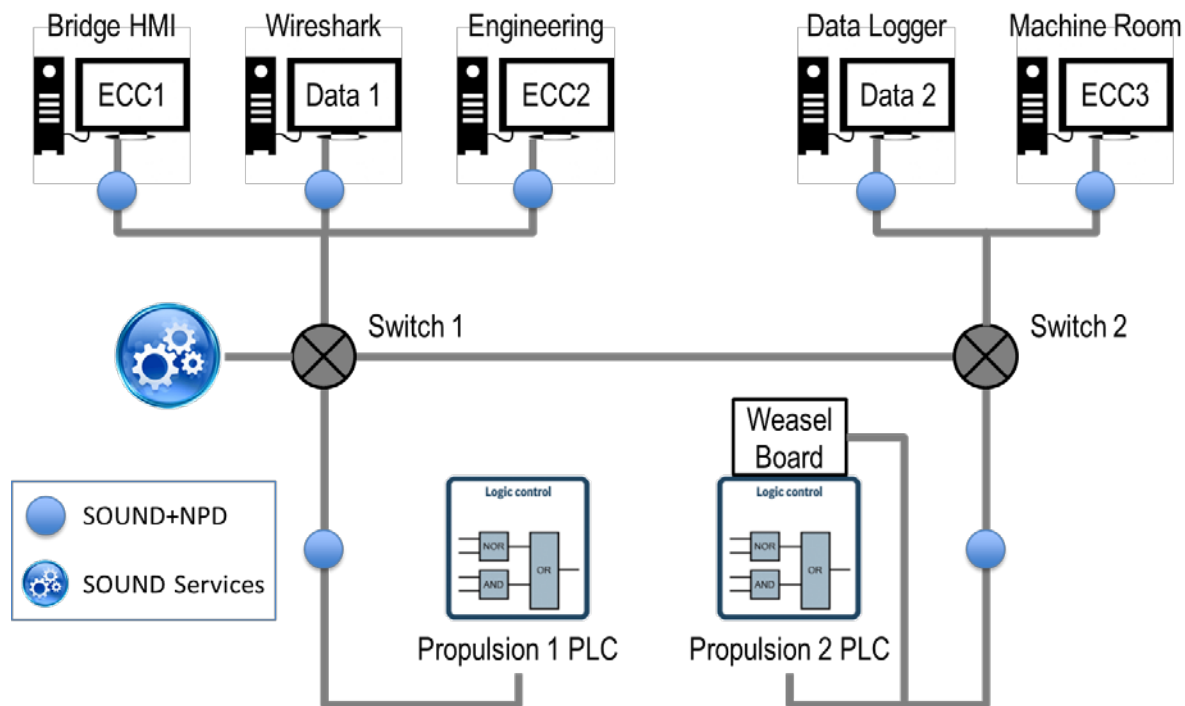 Bridge HMI
Wireshark
Engineering
Data Logger
Machine Room
ECC1
Data 1
ECC2
Data 2
ECC3
Switch 1
Switch 2
Weasel
Board
Logic control
NOR
AND
OR
Propulsion 1 PLC
Logic control
NOR
AND
OR
Propulsion 2 PLC
SOUND+NPD
SOUND Services